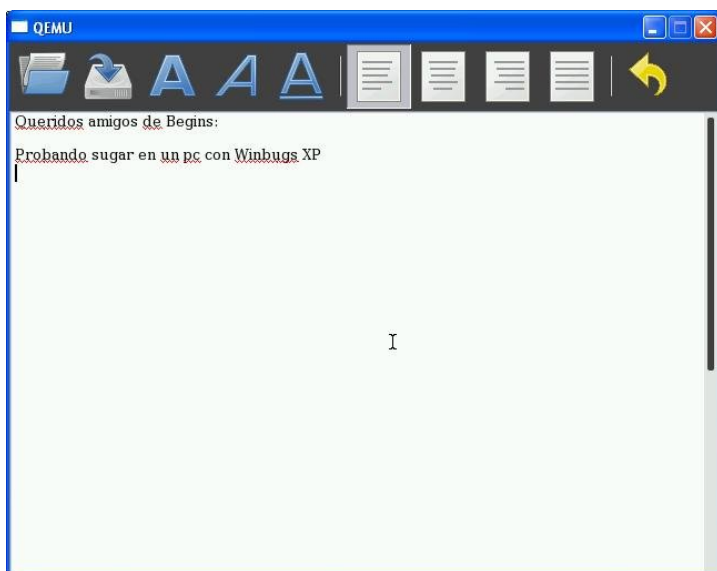 QEMU
Queridos amigos de Begins:
Probando sugar en un pc con Winbugs XP